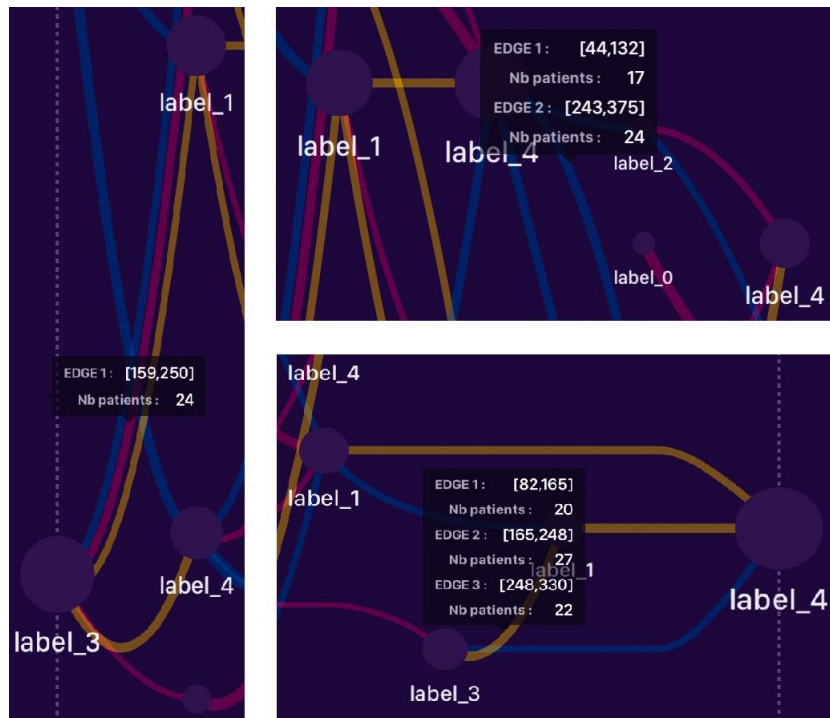 label_1
EDGE 1 : [159,250]
Nb patients : 24
label_4
label_3
EDGE 1 : [44,132]
Nb patients : 17
EDGE 2 : [243,375]
Nb patients : 24
label_1
label_4
label_2
label_0
label_4
label_4
label_1
EDGE 1 : [82,165]
Nb patients : 20
EDGE 2 : [165,248]
Nb patients : 27
label_1
EDGE 3 : [248,330]
Nb patients : 22
label_4
label_3